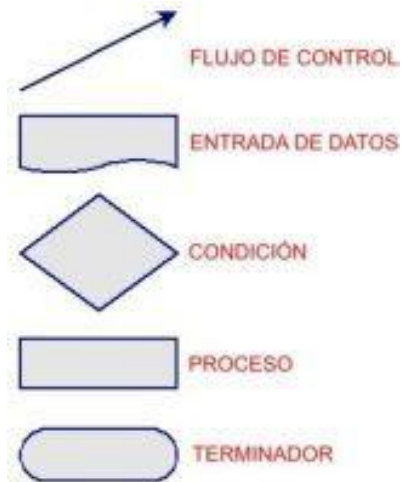 FLUJO DE CONTROL
ENTRADA DE DATOS
CONDICIÓN
PROCESO
TERMINADOR